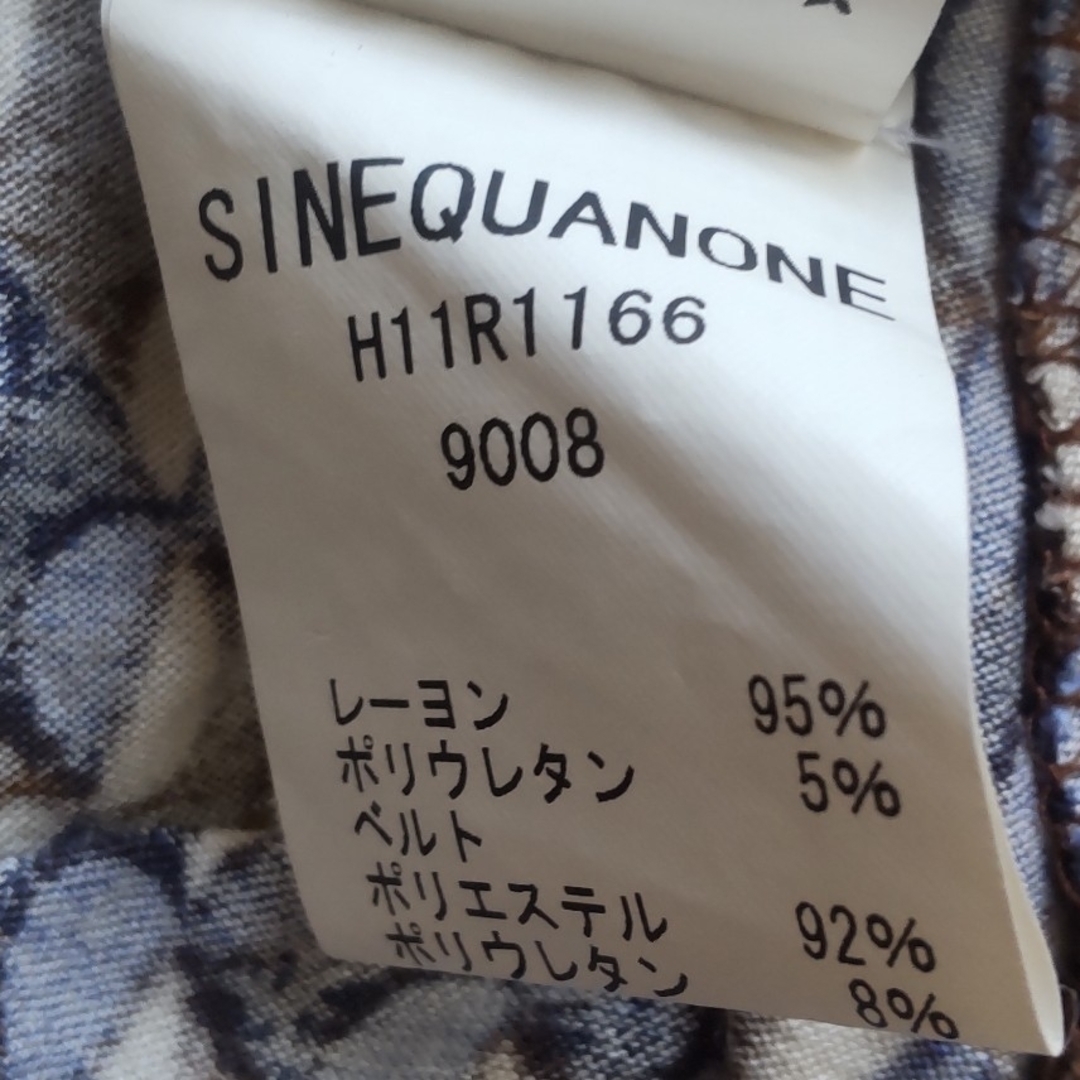 SINEQUANONE
H11R1166
9008
レーヨン 95%
ポリウレタン 5%
ベルト
ポリエステル 92%
ポリウレタン 8%